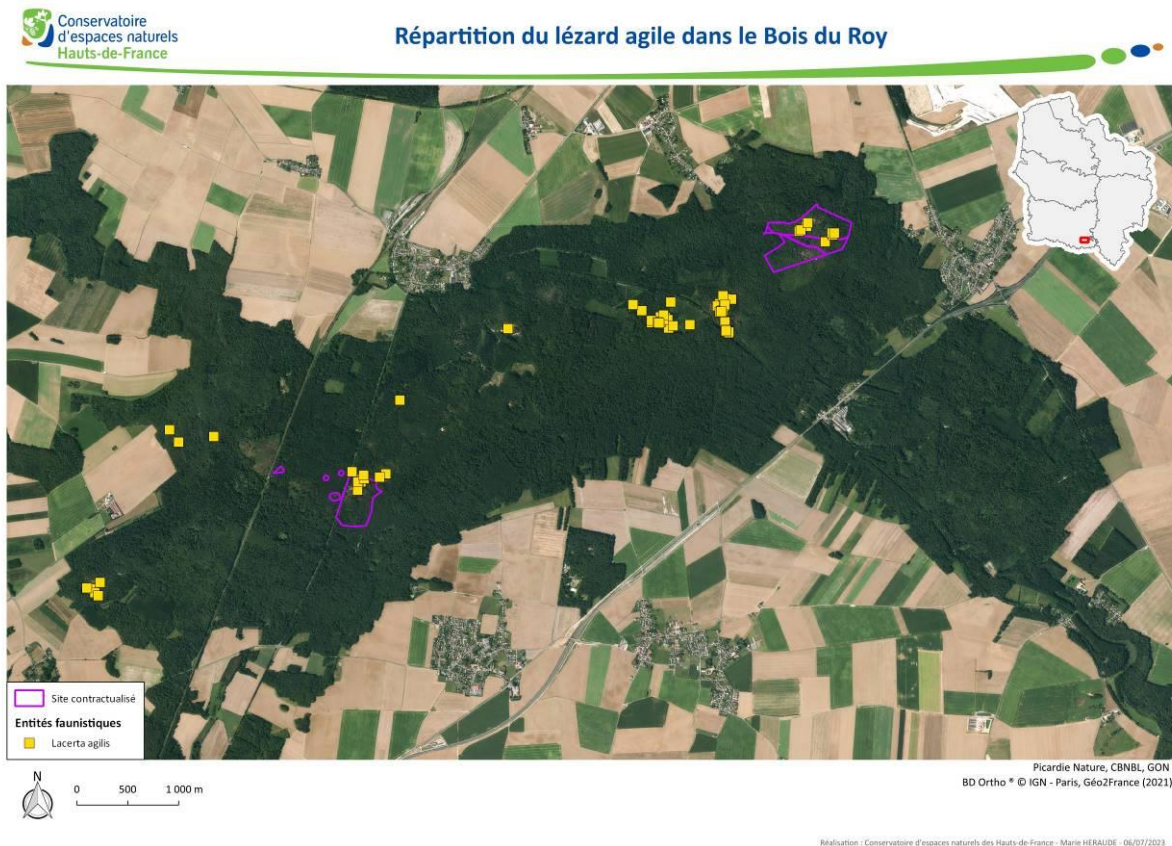 Conservatoire
d'espaces naturels
Hauts-de-France
Répartition du lézard agile dans le Bois du Roy
Site contractualisé
Entités faunistiques
Lacerta agilis
N
0 500 1 000 m
Picardie Nature, CBNBL, GON
BD Ortho ® © IGN - Paris, Géo2France (2021)
Réalisation : Conservatoire d'espaces naturels des Hauts-de-France - Marie HERAUDE - 06/07/2023